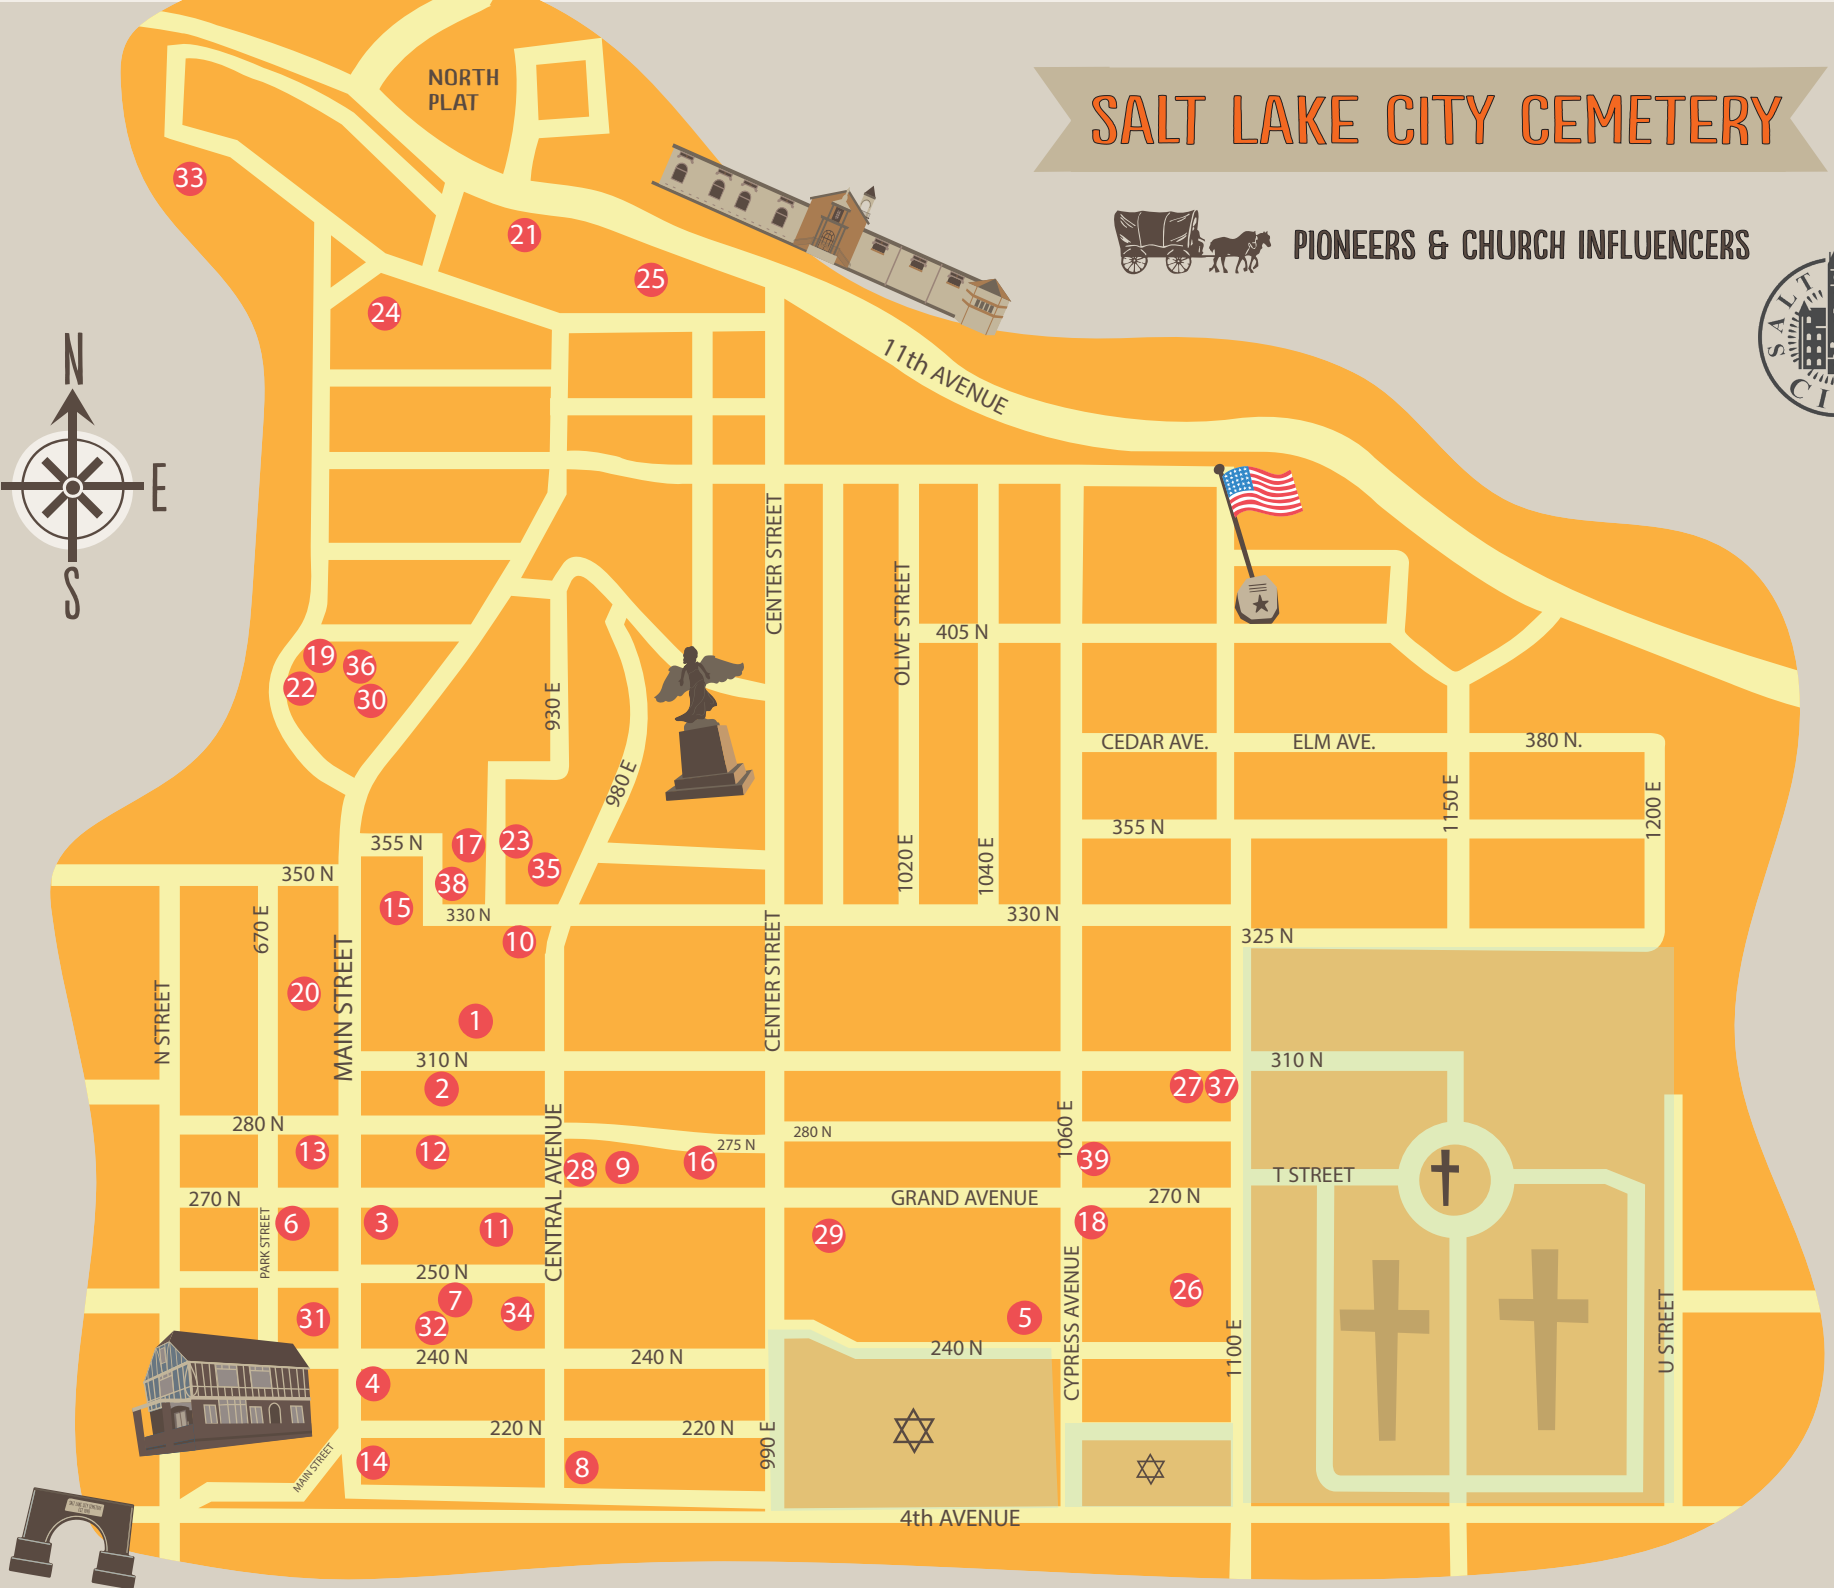 NORTH
PLAT
SALT LAKE CITY CEMETERY
PIONEERS & CHURCH INFLUENCERS
SALT
CI
33
21
25
24
11th AVENUE
N
E
S
CENTER STREET
OLIVE STREET
405 N
19
36
22
30
930 E
980 E
CEDAR AVE.
ELM AVE.
380 N.
1150 E
1200 E
355 N
355 N
17
23
35
38
350 N
15
330 N
1020 E
1040 E
330 N
10
325 N
670 E
MAIN STREET
CENTER STREET
N STREET
20
1
310 N
310 N
2
27
37
280 N
280 N
275 N
13
12
28
9
16
1060 E
39
CENTRAL AVENUE
T STREET
270 N
GRAND AVENUE
270 N
6
3
11
29
18
PARK STREET
250 N
7
34
32
31
5
26
CYPRESS AVENUE
1100 E
U STREET
240 N
240 N
240 N
4
220 N
220 N
990 E
MAIN STREET
14
8
4th AVENUE